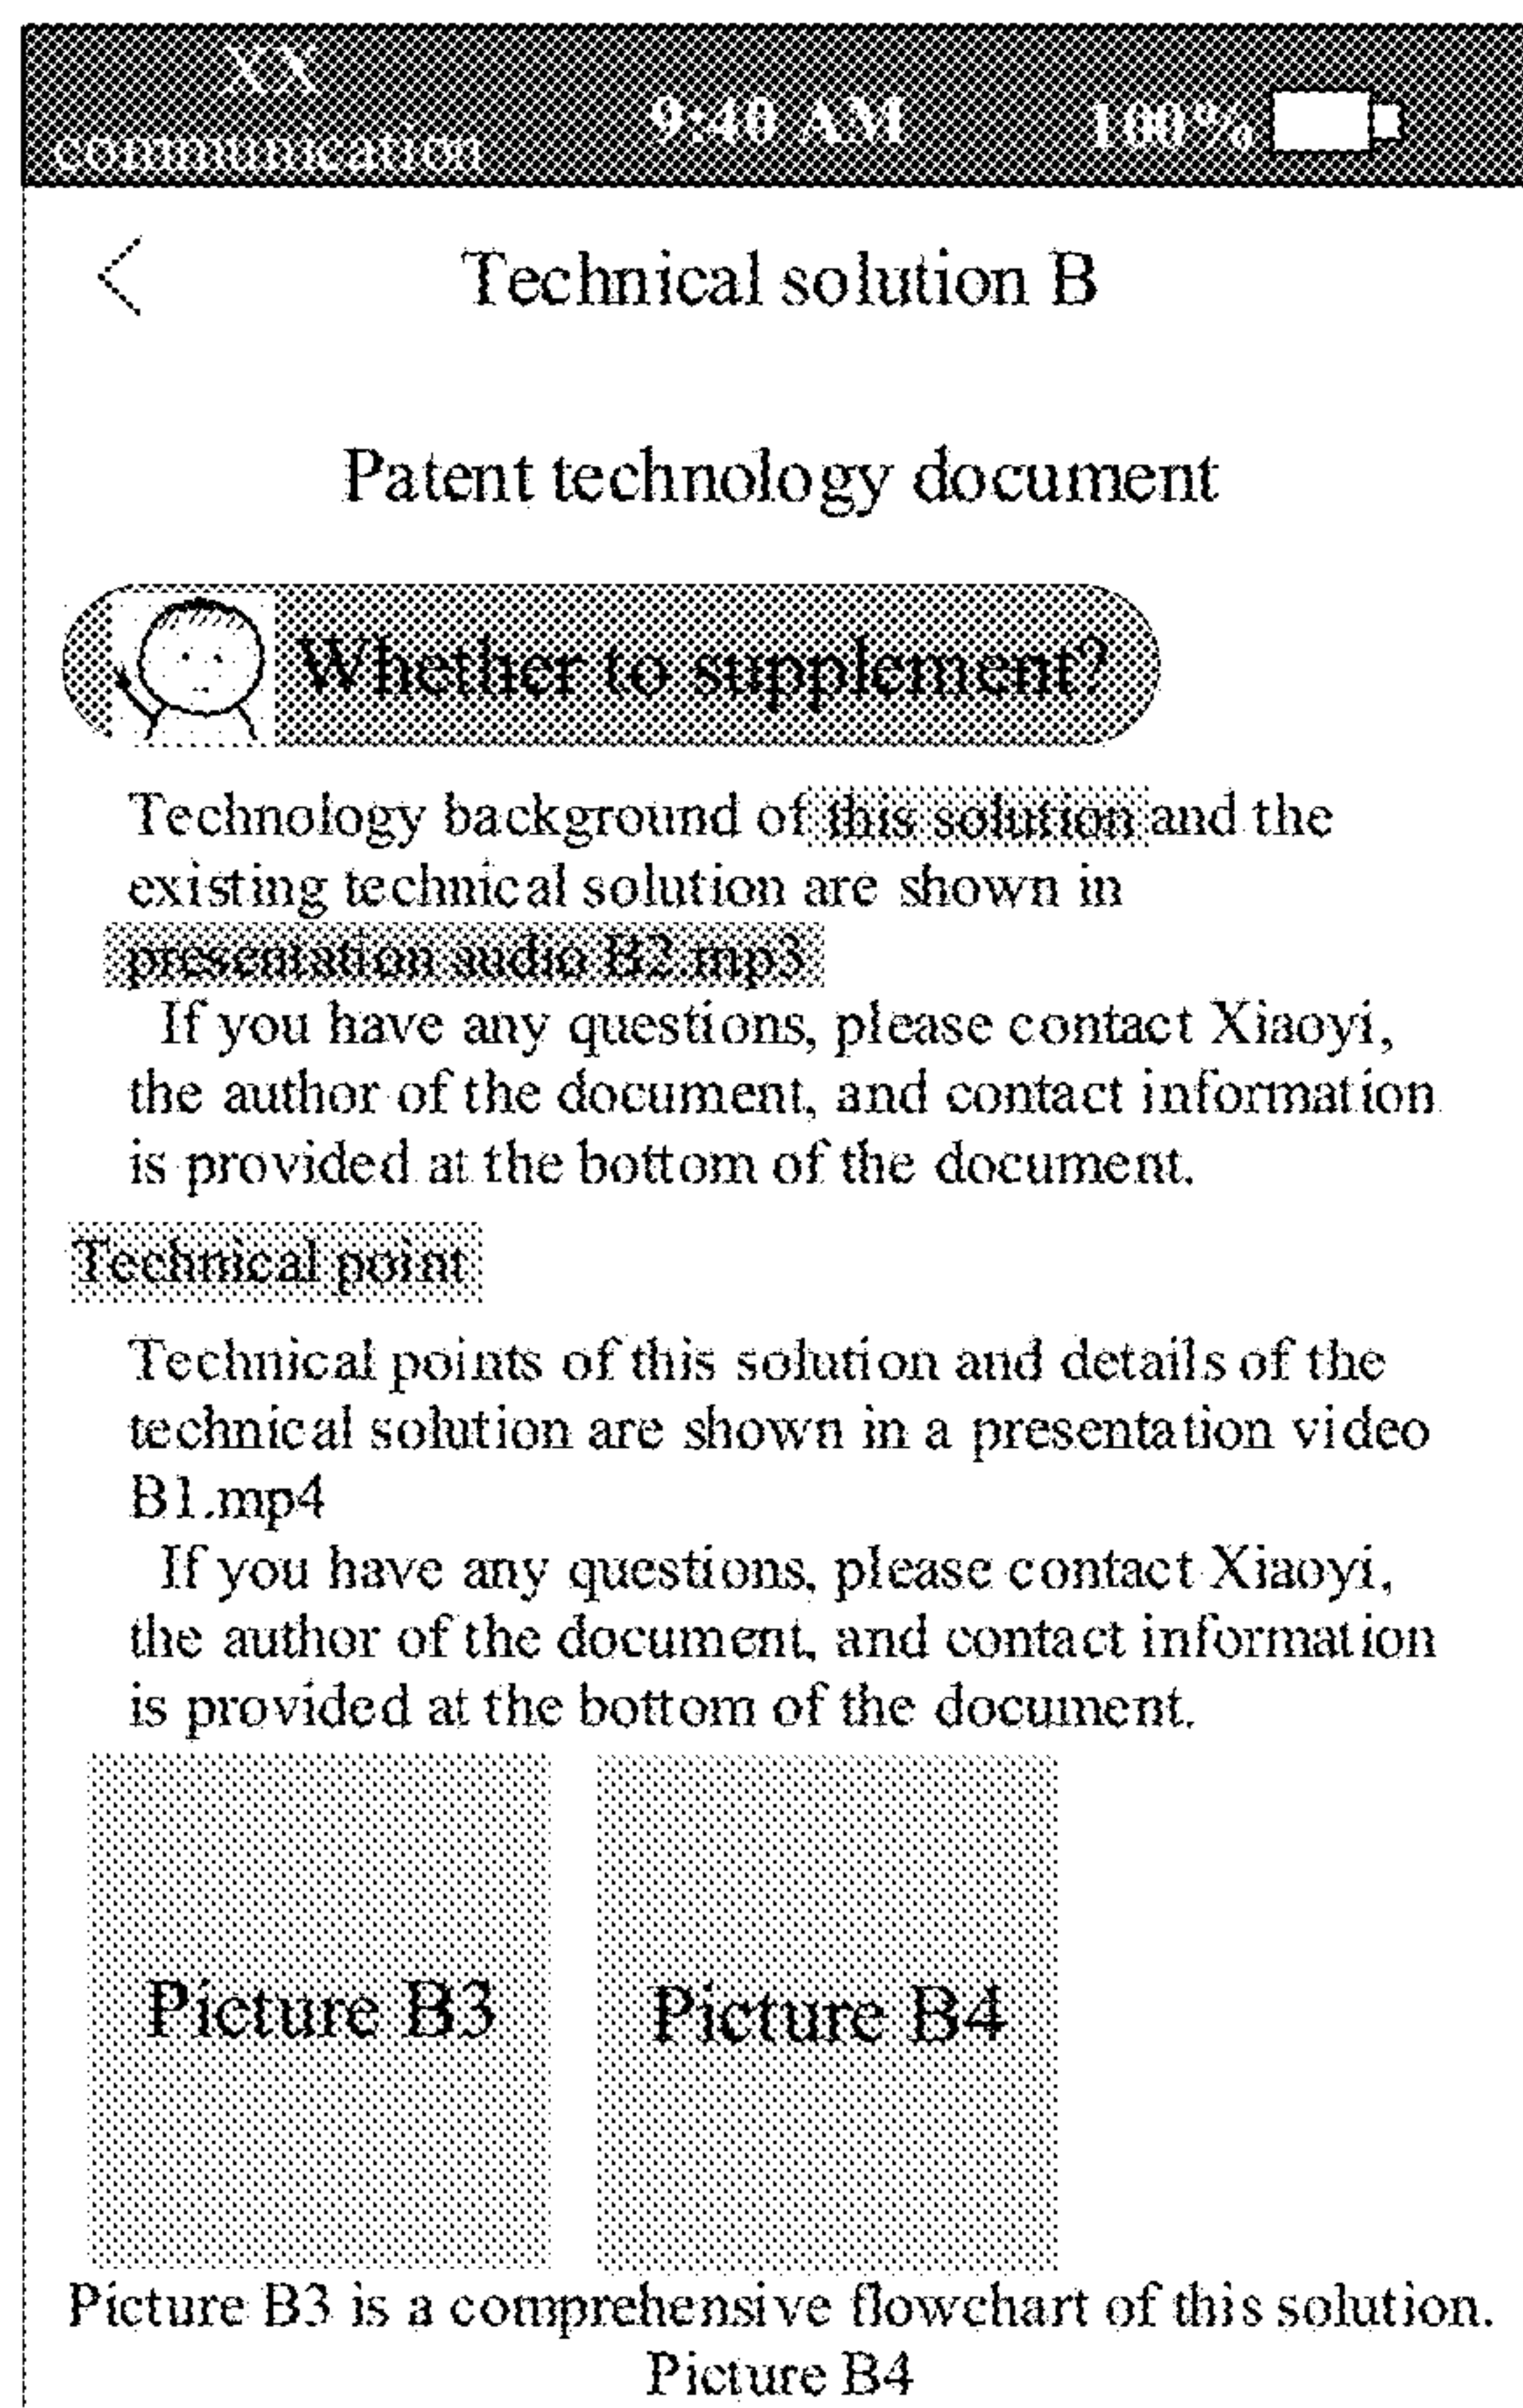 XX
communication
9:40 AM
100%
Technical solution B
Patent technology document
Whether to supplement?
Technology background of this solution and the
existing technical solution are shown in
presentation audio B2.mp3
If you have any questions, please contact Xiaoyi,
the author of the document, and contact information
is provided at the bottom of the document.
Technical point
Technical points of this solution and details of the
technical solution are shown in a presentation video
B1.mp4
If you have any questions, please contact Xiaoyi,
the author of the document, and contact information
is provided at the bottom of the document.
Picture B3
Picture B4
Picture B3 is a comprehensive flowchart of this solution.
Picture B4